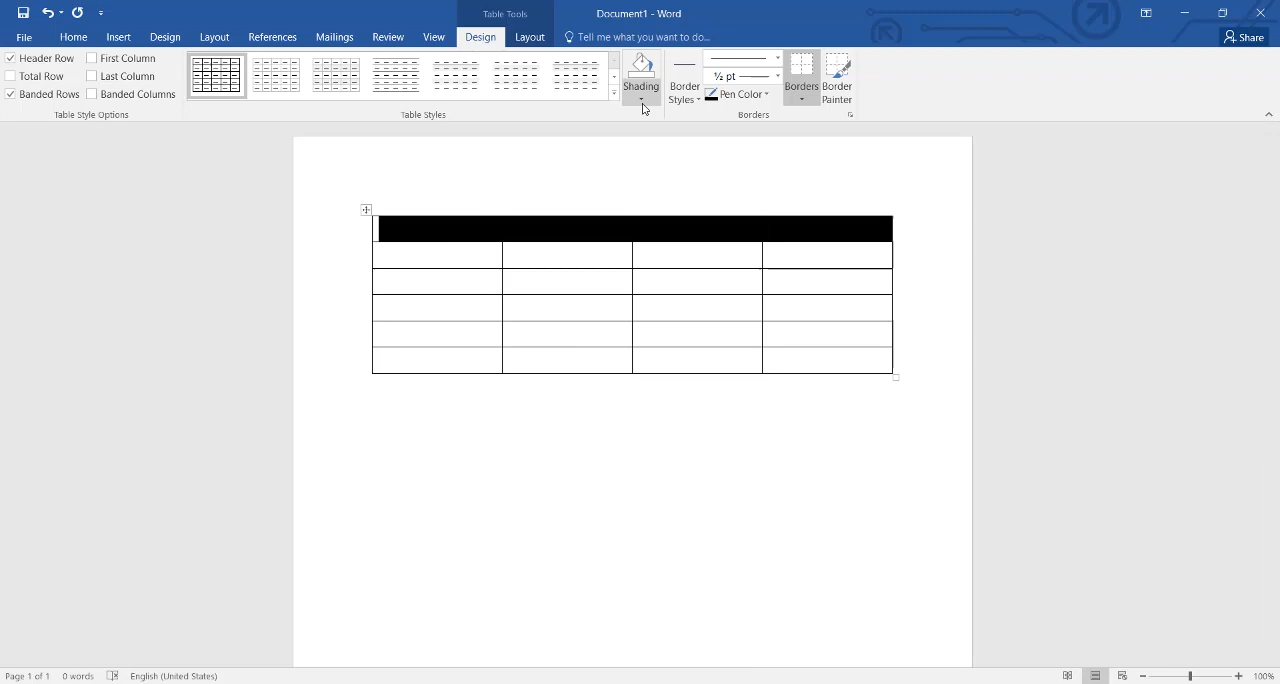 Table Tools
Document1 - Word
File Home Insert Design Layout References Mailings Review View Design Layout Tell me what you want to do... Share
Header Row First Column
Total Row Last Column
Banded Rows Banded Columns
Table Style Options
Table Styles
Shading
Border Styles
½ pt
Pen Color
Borders
Border Painter
Borders
Page 1 of 1 0 words English (United States) 100%